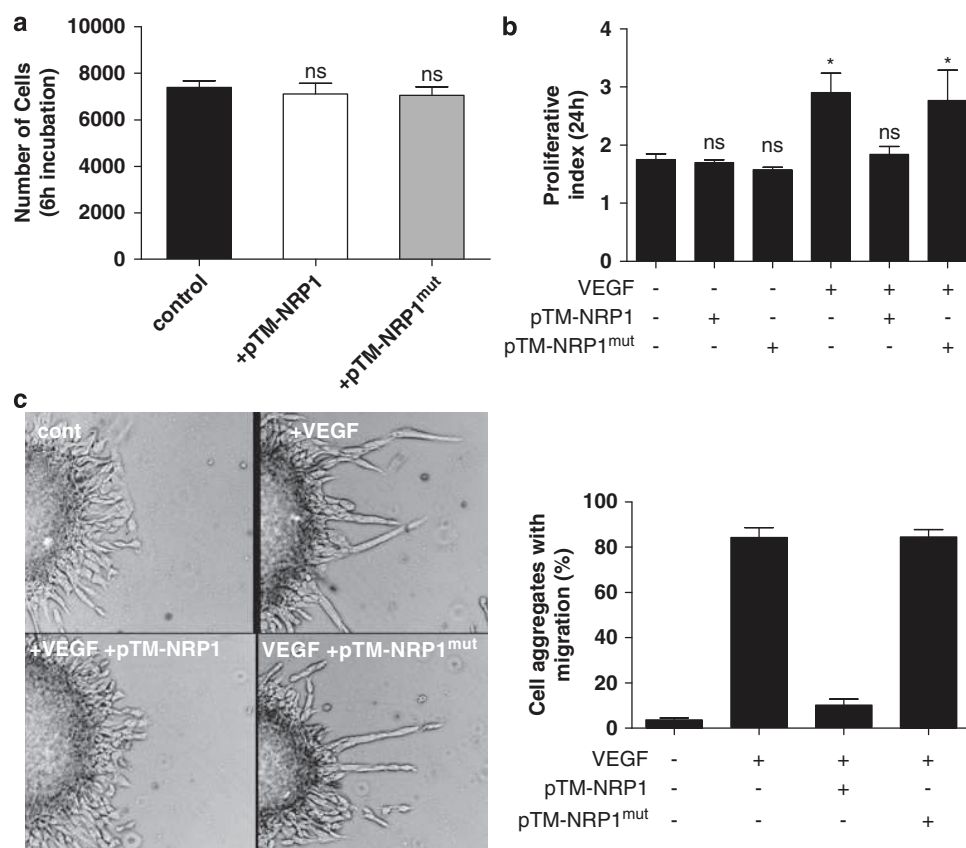 a
Number of Cells
(6h incubation)
10000
8000
6000
4000
2000
0
ns
ns
control
+pTM-NRP1
+pTM-NRP1mut
b
Proliferative
index (24h)
4
3
2
1
0
ns
ns
*
ns
*
VEGF - - - + + +
pTM-NRP1 - + - - + -
pTM-NRP1mut - - + - - +
c
cont
+VEGF
+VEGF +pTM-NRP1
VEGF +pTM-NRP1mut
Cell aggregates with
migration (%)
100
80
60
40
20
0
VEGF - + + +
pTM-NRP1 - - + -
pTM-NRP1mut - - - +